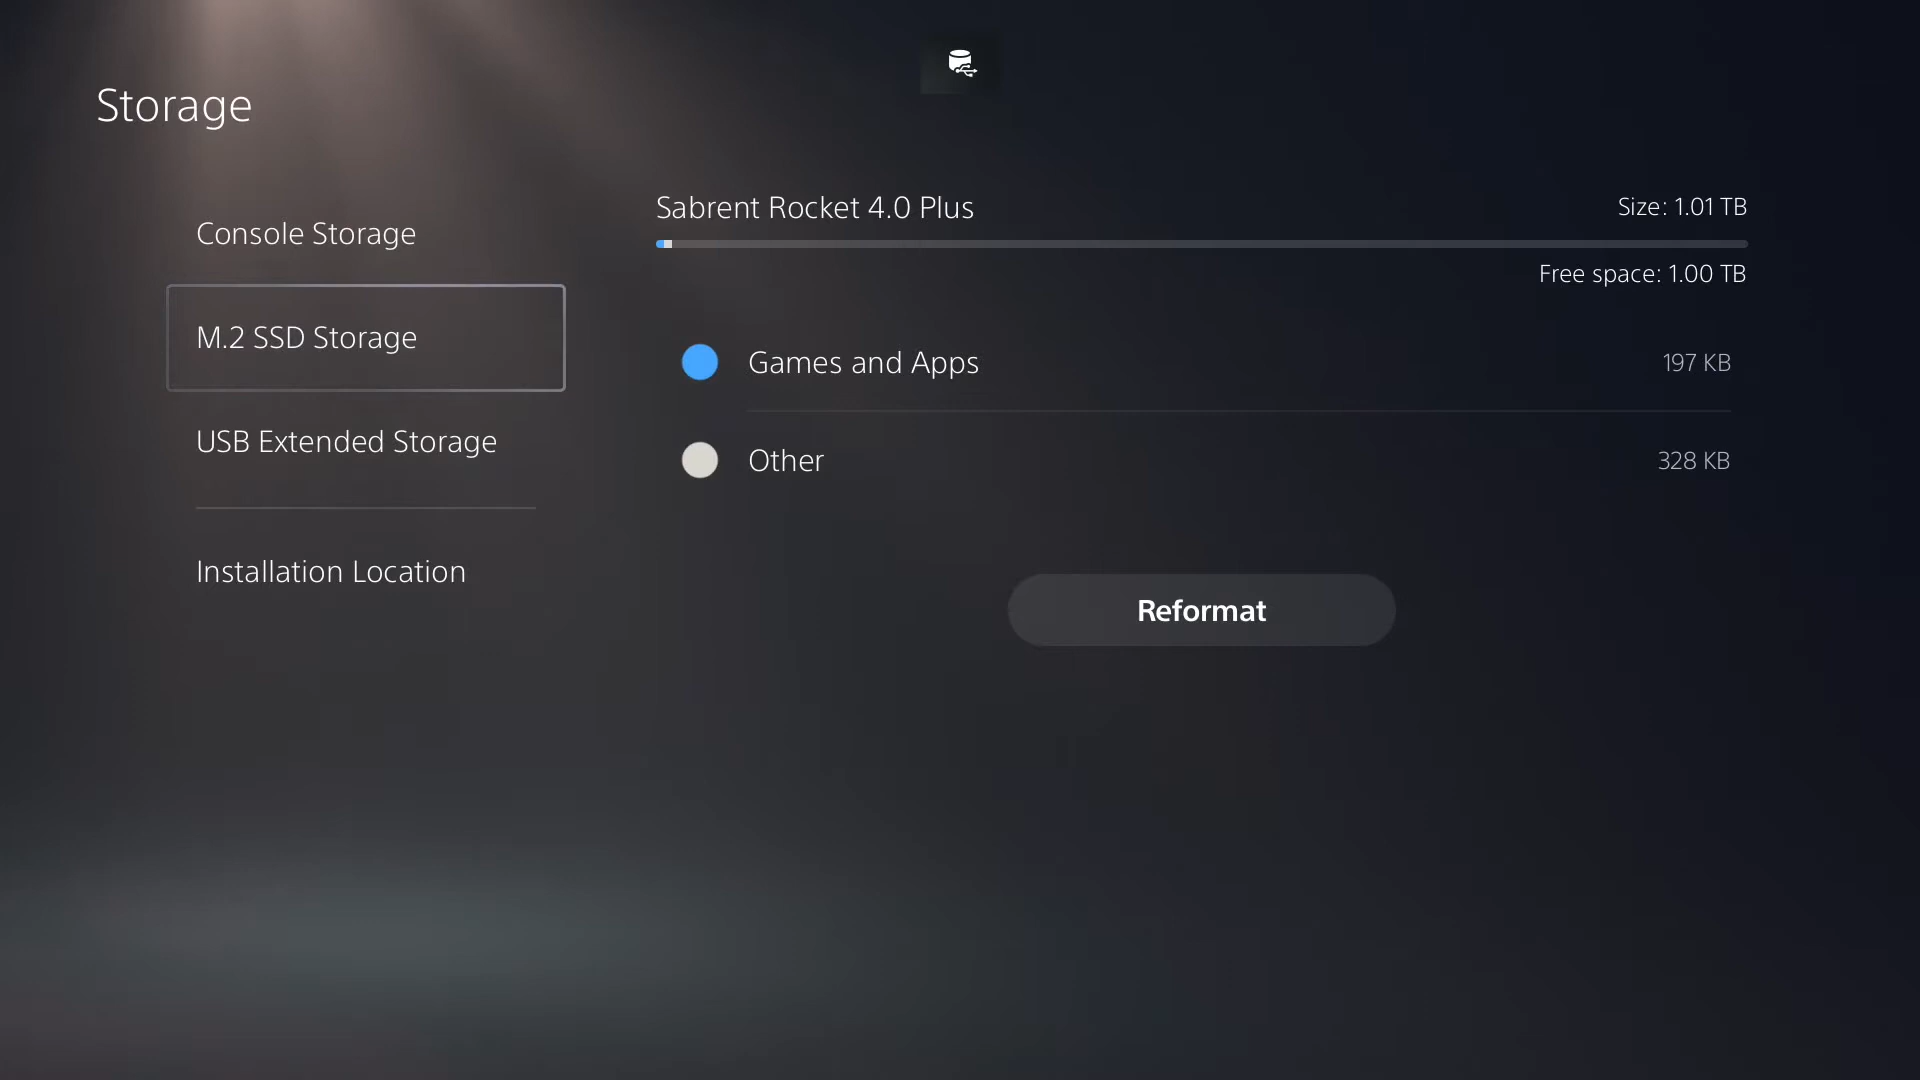 Storage
Console Storage
M.2 SSD Storage
USB Extended Storage
Installation Location
Sabrent Rocket 4.0 Plus
Size: 1.01 TB
Free space: 1.00 TB
Games and Apps
197 KB
Other
328 KB
Reformat